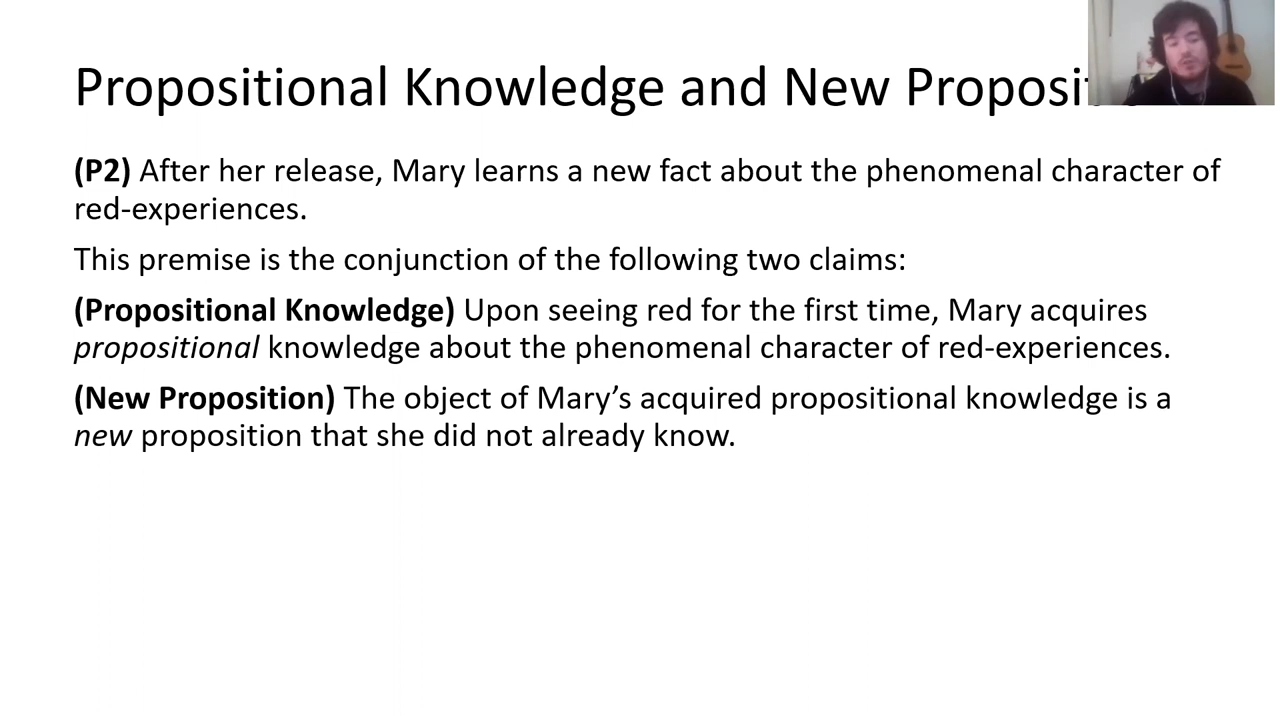 Propositional Knowledge and New
(P2) After her release, Mary learns a new fact about the phenomenal character of
red-experiences.
This premise is the conjunction of the following two claims:
(Propositional Knowledge) Upon seeing red for the first time, Mary acquires
propositional knowledge about the phenomenal character of red-experiences.
(New Proposition) The object of Mary’s acquired propositional knowledge is a
new proposition that she did not already know.